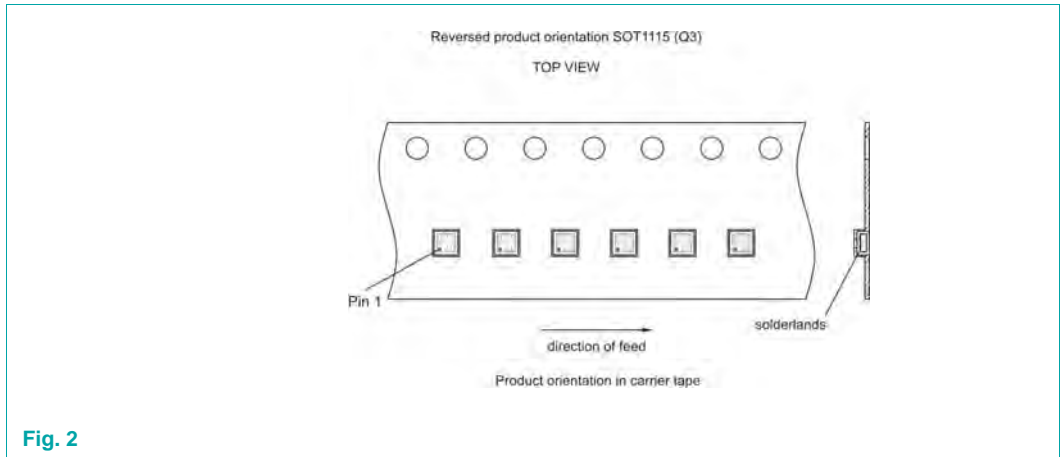 Reversed product orientation SOT1115 (Q3)
TOP VIEW
Pin 1
solderlands
direction of feed
Product orientation in carrier tape
Fig. 2